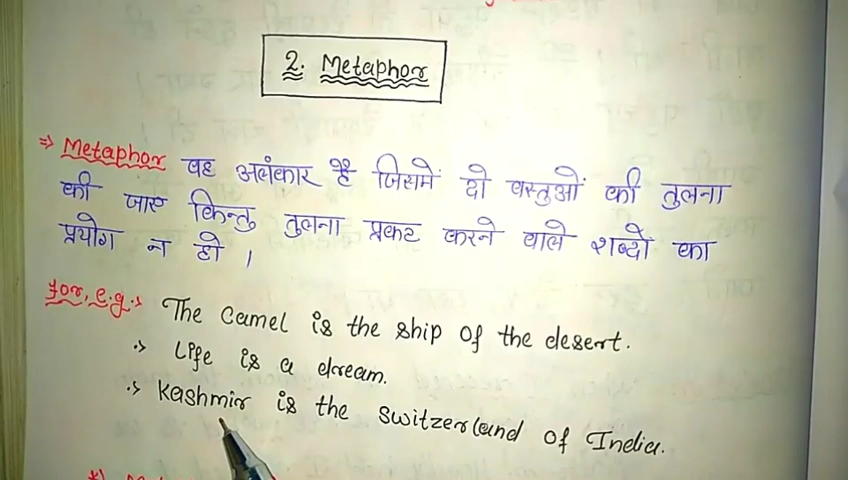 2. Metaphor
⇒ Metaphor वह अलंकार है जिसमें दो वस्तुओं की तुलना
की जाए किन्तु तुलना प्रकट करने वाले शब्दों का
प्रयोग न हो ।
for, e.g.:> The Camel is the ship of the desert.
.:> Life is a dream.
.:> Kashmir is the Switzerland of India.